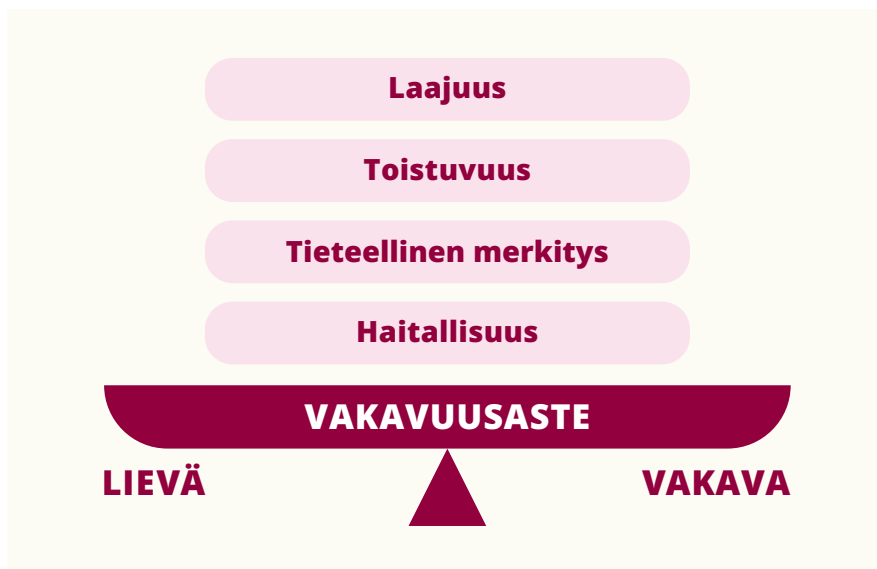 Laajuus
Toistuvuus
Tieteellinen merkitys
Haitallisuus
VAKAVUUSASTE
LIEVÄ
VAKAVA